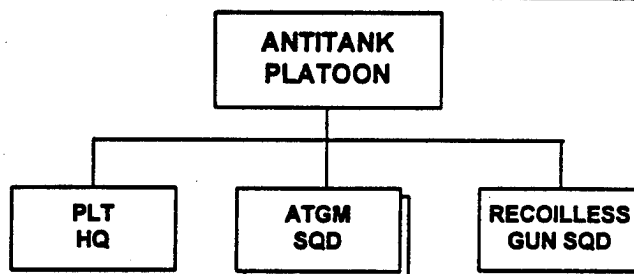 ANTITANK
PLATOON
PLT
HQ
ATGM
SQD
RECOILLESS
GUN SQD